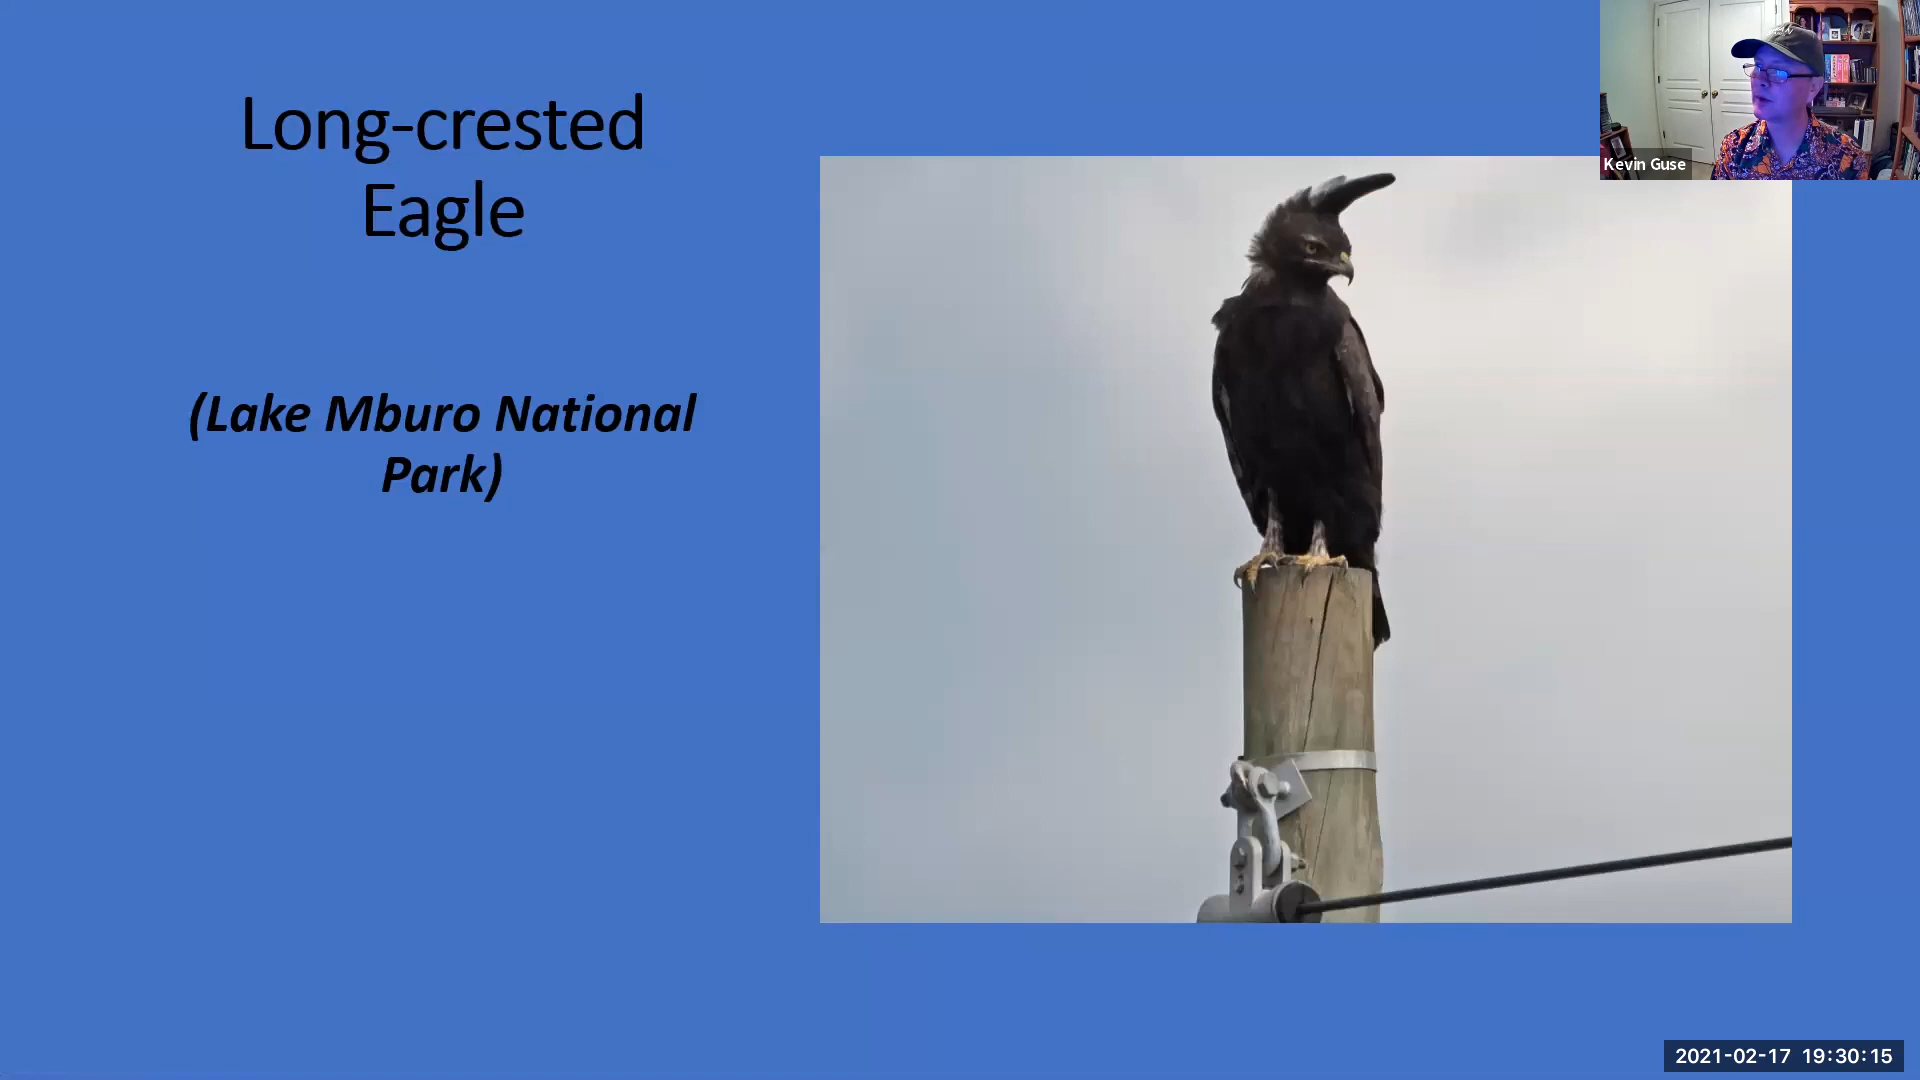 Long-crested
Eagle
(Lake Mburo National
Park)
Kevin Guse
2021-02-17 19:30:15